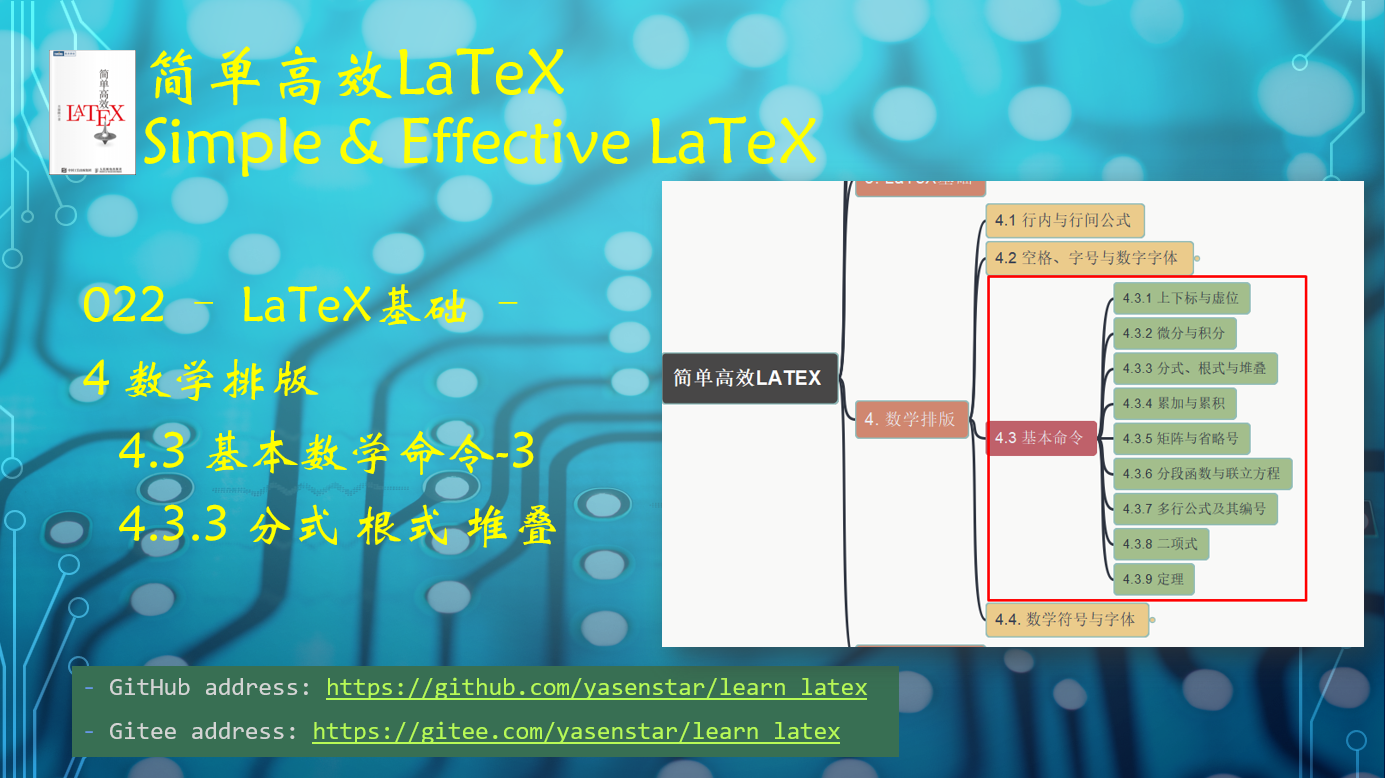 简单高效LaTeX
Simple & Effective LaTeX
简单高效
LATEX
022 - LaTeX基础 -
4 数学排版
4.3 基本数学命令-3
4.3.3 分式 根式 堆叠
简单高效LATEX
4. 数学排版
4.1 行内与行间公式
4.2 空格、字号与数字字体
4.3 基本命令
4.3.1 上下标与虚位
4.3.2 微分与积分
4.3.3 分式、根式与堆叠
4.3.4 累加与累积
4.3.5 矩阵与省略号
4.3.6 分段函数与联立方程
4.3.7 多行公式及其编号
4.3.8 二项式
4.3.9 定理
4.4. 数学符号与字体
- GitHub address: https://github.com/yasenstar/learn_latex
- Gitee address: https://gitee.com/yasenstar/learn_latex